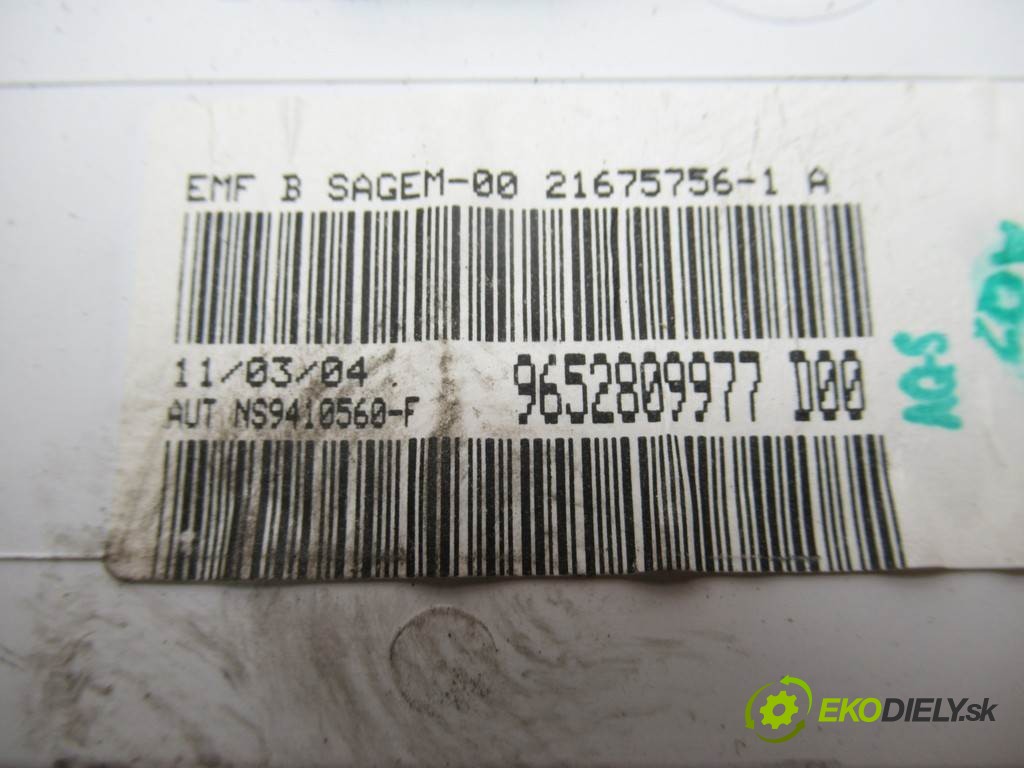 EMF B SAGEM-00 21675756-1 A
11/03/04
9652809977 D00
AUT NS9410560-F
EKODIELY.sk